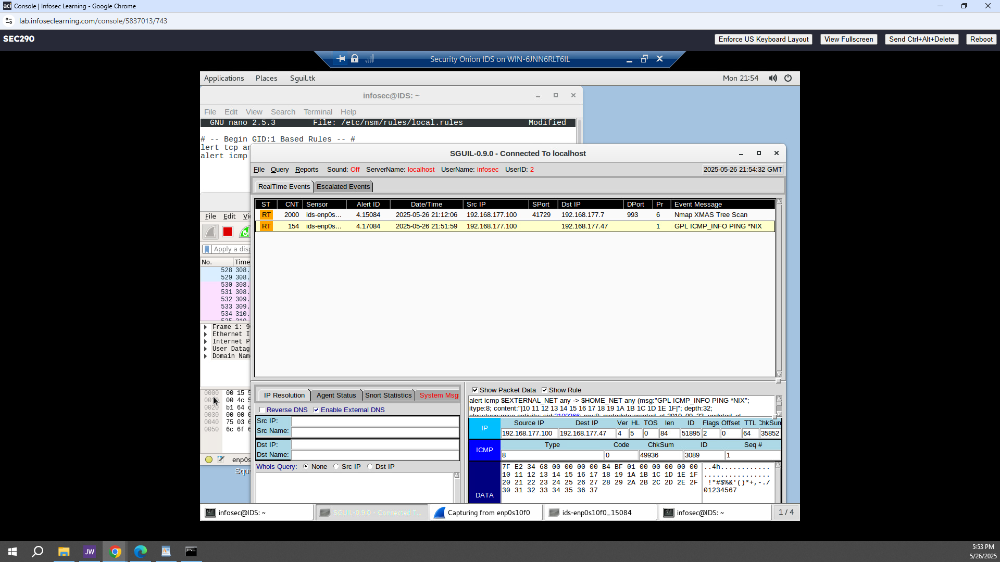 aci Console | Infosec Learning - Google Chrome
lab.infoseclearning.com/console/5837013/743
SEC290
Enforce US Keyboard Layout View Fullscreen Send Ctrl+Alt+Delete Reboot
Security Onion IDS on WIN-6JNN6RLT6IL
Applications Places Sguil.tk Mon 21:54
infosec@IDS: ~
File Edit View Search Terminal Help
GNU nano 2.5.3 File: /etc/nsm/rules/local.rules Modified
# -- Begin GID:1 Based Rules -- #
lert tcp an
alert icmp
SGUIL-0.9.0 - Connected To localhost
File Query Reports Sound: Off ServerName: localhost UserName: infosec UserID: 2 2025-05-26 21:54:32 GMT
RealTime Events Escalated Events
ST CNT Sensor Alert ID Date/Time Src IP SPort Dst IP DPort Pr Event Message
RT 2000 ids-enp0s... 4.15084 2025-05-26 21:12:06 192.168.177.100 41729 192.168.177.7 993 6 Nmap XMAS Tree Scan
RT 154 ids-enp0s... 4.17084 2025-05-26 21:51:59 192.168.177.100 192.168.177.47 1 GPL ICMP_INFO PING *NIX
File Edit Vi
Apply a disp
No. Time
528 308.
529 308.
530 308.
531 308.
532 309.
533 309.
534 310.
Frame 1: 9
Ethernet I
Internet P
User Datag
Domain Nam
0000 00 15 5
00 4c 5
0020 b1 64 c
0030 00 00 0
0040 75 03 6
0050 6c 6f 6
enp0s
Sque
IP Resolution Agent Status Snort Statistics System Msg
Reverse DNS Enable External DNS
Src IP:
Src Name:
Dst IP:
Dst Name:
Whois Query: None Src IP Dst IP
Show Packet Data Show Rule
alert icmp $EXTERNAL_NET any -> $HOME_NET any (msg:"GPL ICMP_INFO PING *NIX";
itype:8; content:"|10 11 12 13 14 15 16 17 18 19 1A 1B 1C 1D 1E 1F|"; depth:32;
IP Source IP Dest IP Ver HL TOS len ID Flags Offset TTL ChkSum
192.168.177.100 192.168.177.47 4 5 0 84 51895 2 0 64 35852
ICMP Type Code ChkSum ID Seq #
8 0 49936 3089 1
DATA
7F E2 34 68 00 00 00 00 B4 BF 01 00 00 00 00 00 ..4h............
10 11 12 13 14 15 16 17 18 19 1A 1B 1C 1D 1E 1F ................
20 21 22 23 24 25 26 27 28 29 2A 2B 2C 2D 2E 2F !"#$%&'()*+,-./
30 31 32 33 34 35 36 37 01234567
infosec@IDS: ~ SGUIL-0.9.0 - Connected T... Capturing from enp0s10f0 ids-enp0s10f0_15084 infosec@IDS: ~ 1 / 4
JW
5:53 PM
5/26/2025